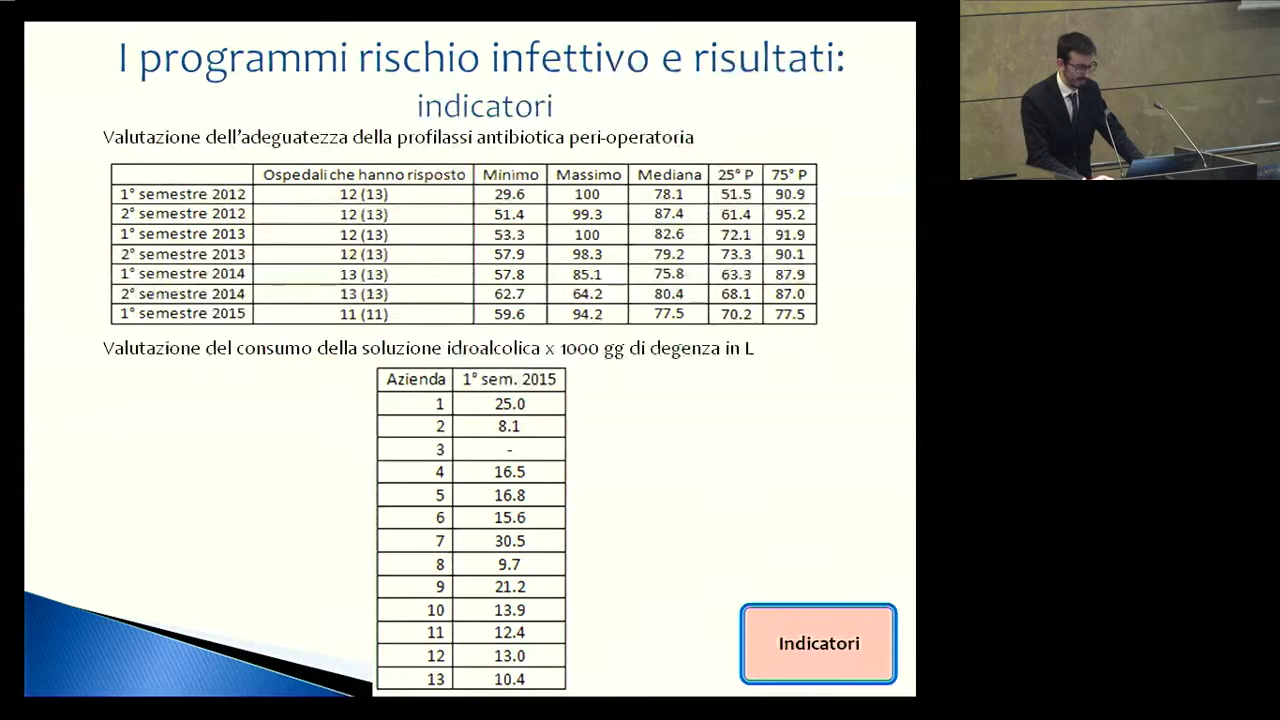 I programmi rischio infettivo e risultati:
indicatori
Valutazione dell'adeguatezza della profilassi antibiotica peri-operatoria
Ospedali che hanno risposto Minimo Massimo Mediana 25° P 75° P
1° semestre 2012 12 (13) 29.6 100 78.1 51.5 90.9
2° semestre 2012 12 (13) 51.4 99.3 87.4 61.4 95.2
1° semestre 2013 12 (13) 53.3 100 82.6 72.1 91.9
2° semestre 2013 12 (13) 57.9 98.3 79.2 73.3 90.1
1° semestre 2014 13 (13) 57.8 85.1 75.8 63.3 87.9
2° semestre 2014 13 (13) 62.7 64.2 80.4 68.1 87.0
1° semestre 2015 11 (11) 59.6 94.2 77.5 70.2 77.5
Valutazione del consumo della soluzione idroalcolica x 1000 gg di degenza in L
Azienda 1° sem. 2015
1 25.0
2 8.1
3 -
4 16.5
5 16.8
6 15.6
7 30.5
8 9.7
9 21.2
10 13.9
11 12.4
12 13.0
13 10.4
Indicatori